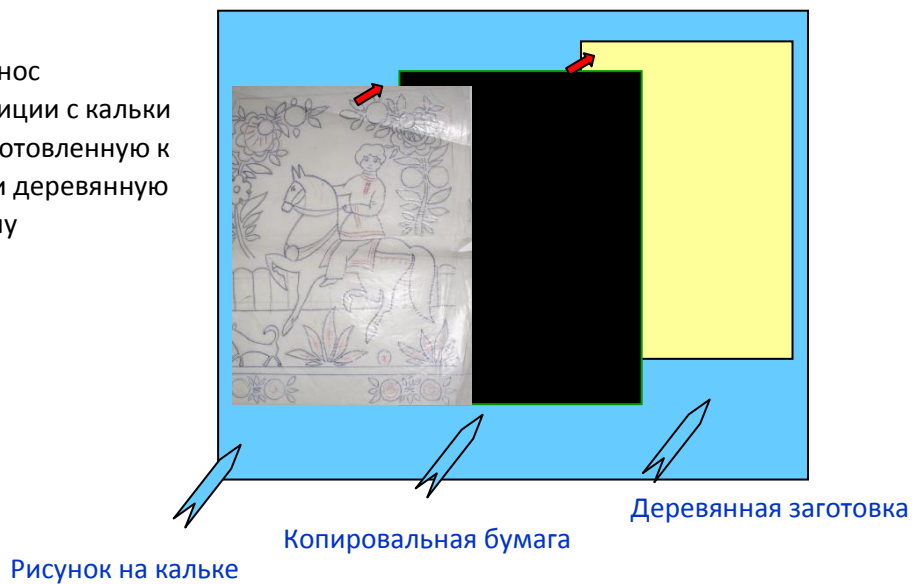 нос
иции с кальки
отовленную к
и деревянную
ну
Деревянная заготовка
Копировальная бумага
Рисунок на кальке